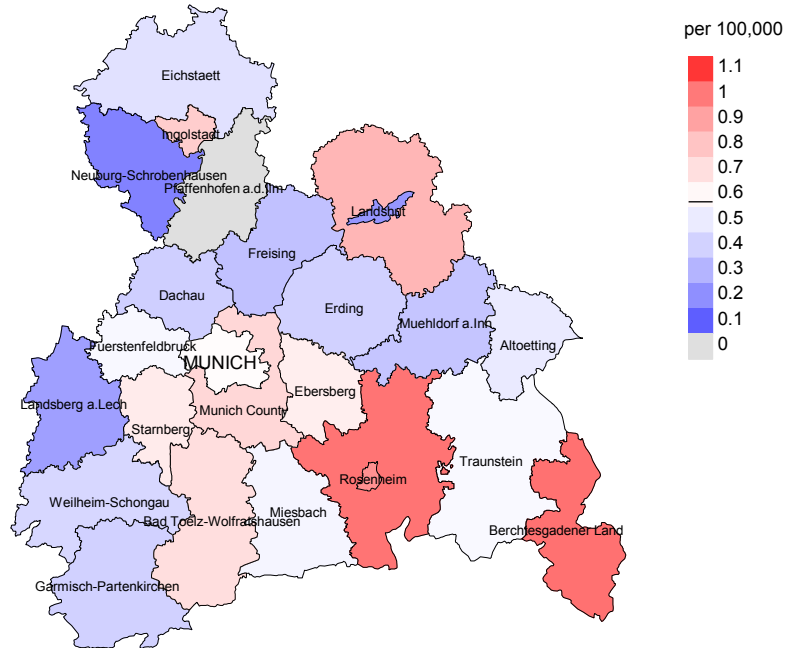 per 100,000
1.1
1
0.9
0.8
0.7
0.6
0.5
0.4
0.3
0.2
0.1
0
Eichstaett
Ingolstadt
Neuburg-Schrobenhausen
Pfaffenhofen a.d.Ilm
Landshut
Freising
Dachau
Erding
Muehldorf a.Inn
Altoetting
Fuerstenfeldbruck
MUNICH
Ebersberg
Landsberg a.Lech
Munich County
Starnberg
Traunstein
Rosenheim
Weilheim-Schongau
Miesbach
Bad Toelz-Wolfratshausen
Berchtesgadener Land
Garmisch-Partenkirchen